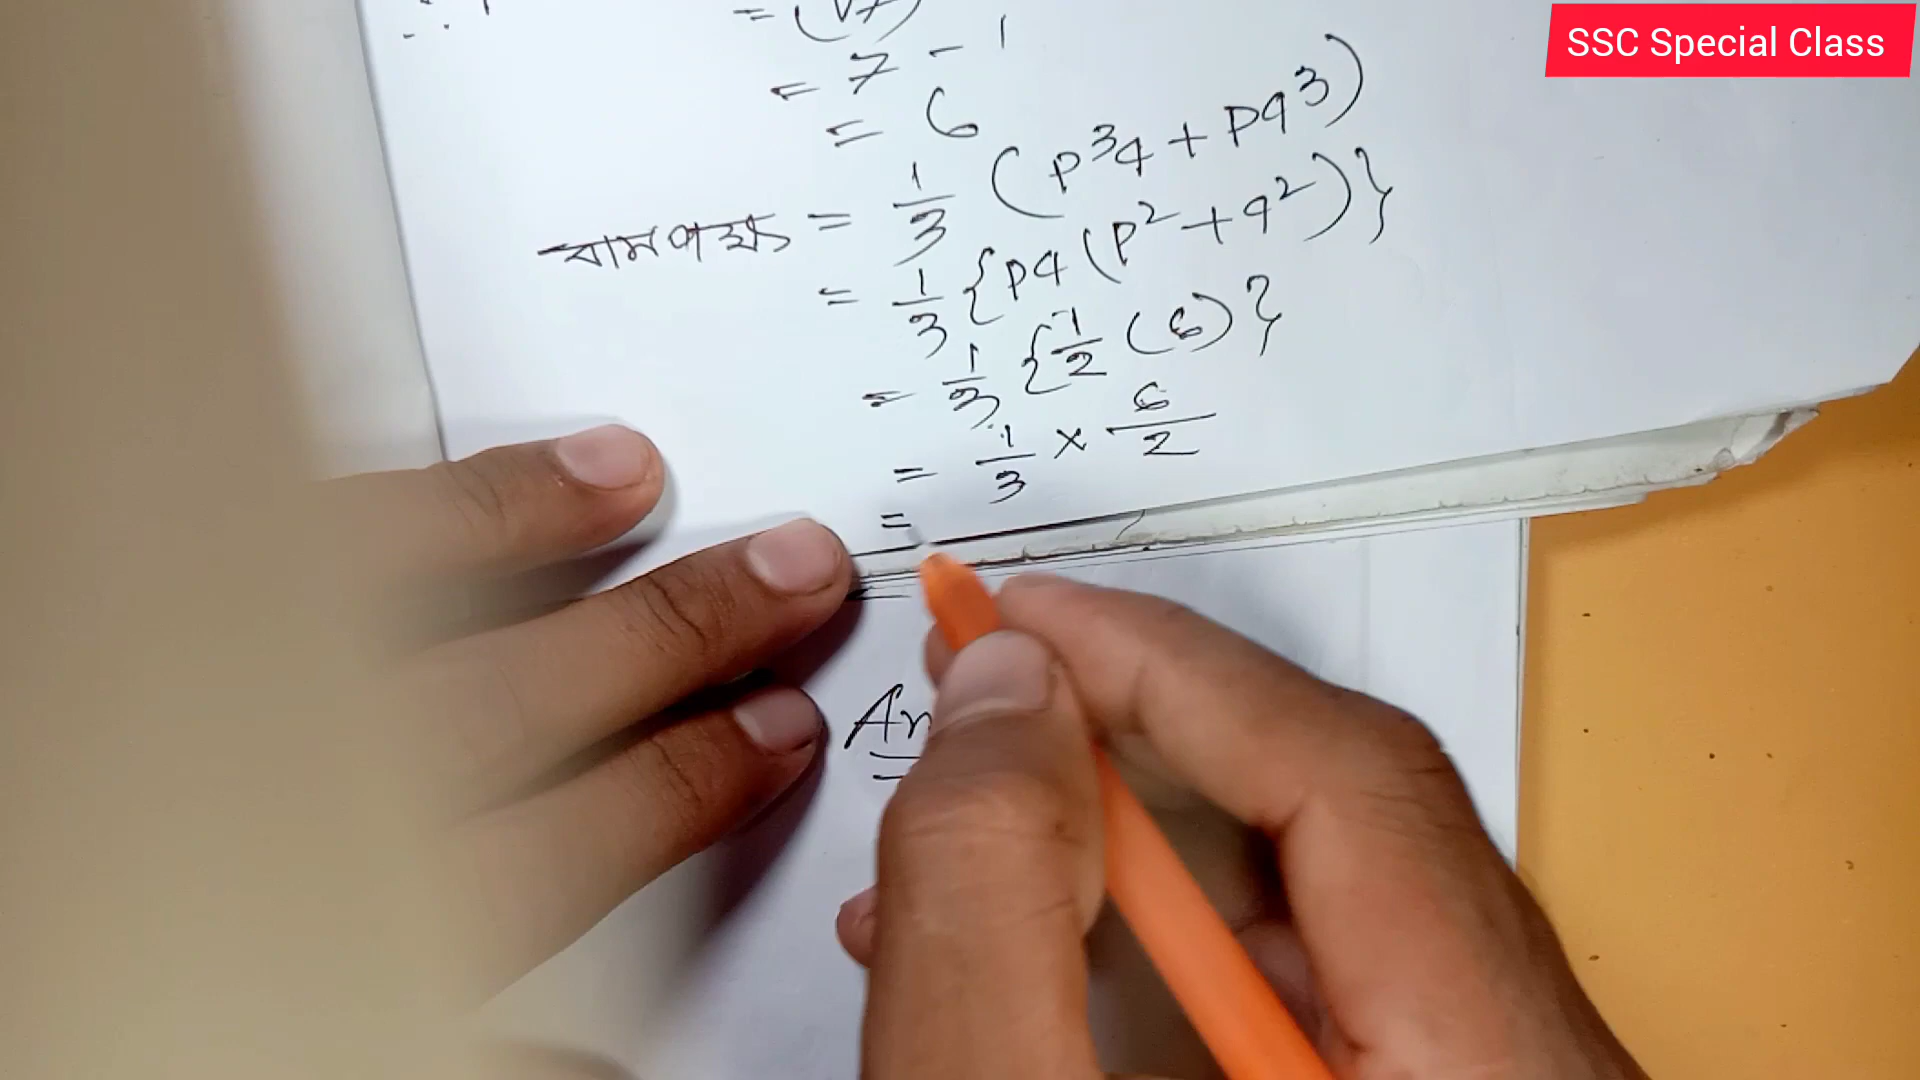 SSC Special Class
= (√7)
= 7 - 1
= 6
বামপক্ষ = 1/3 (p³q + pq³)
= 1/3 {pq (p² + q²)}
= 1/3 {1/2 (6)}
= 1/3 × 6/2
=
=